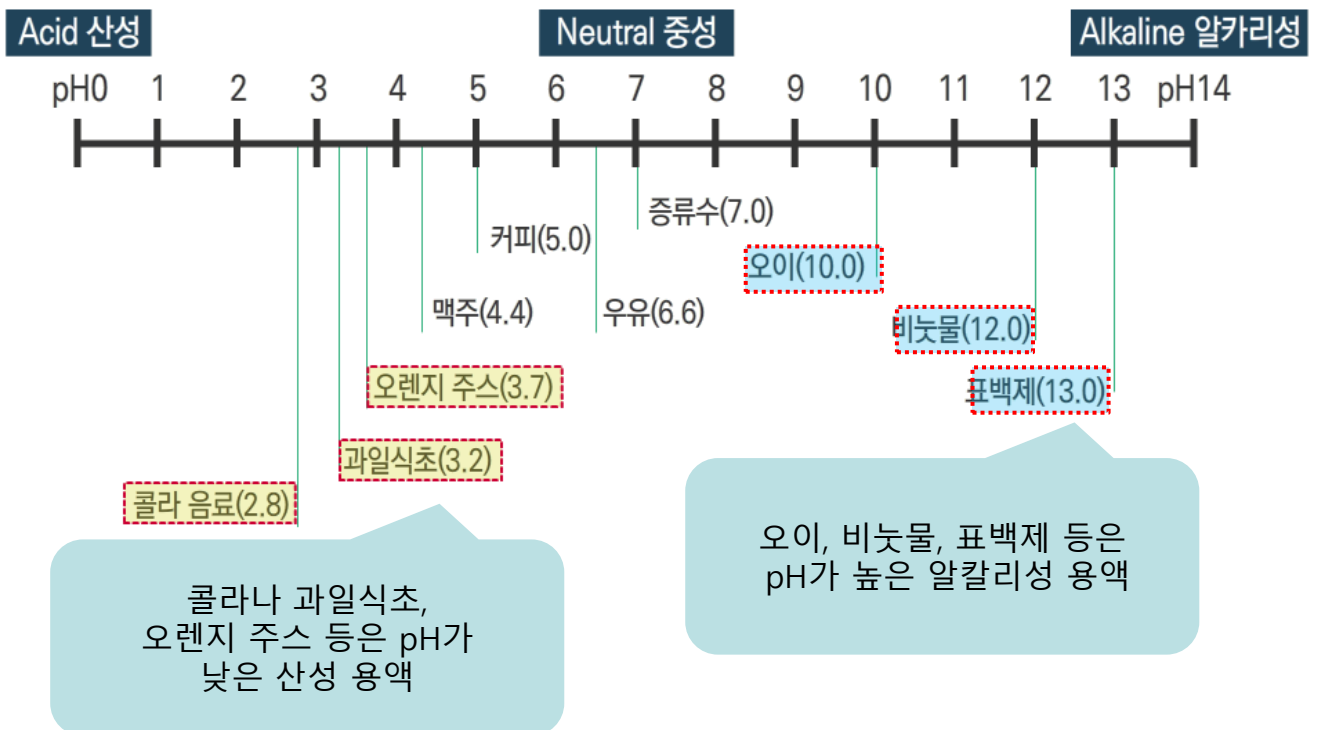 Acid 산성
Neutral 중성
Alkaline 알카리성
pH0 1 2 3 4 5 6 7 8 9 10 11 12 13 pH14
증류수(7.0)
커피(5.0)
오이(10.0)
맥주(4.4)
우유(6.6)
비눗물(12.0)
오렌지 주스(3.7)
표백제(13.0)
과일식초(3.2)
콜라 음료(2.8)
콜라나 과일식초,
오렌지 주스 등은 pH가
낮은 산성 용액
오이, 비눗물, 표백제 등은
pH가 높은 알칼리성 용액